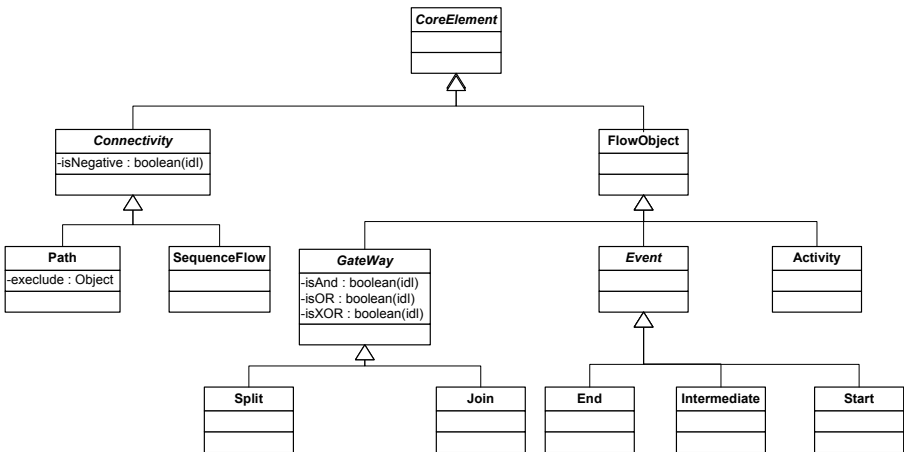 CoreElement
Connectivity
-isNegative : boolean(idl)
FlowObject
Path
-execlude : Object
SequenceFlow
GateWay
-isAnd : boolean(idl)
-isOR : boolean(idl)
-isXOR : boolean(idl)
Event
Activity
Split
Join
End
Intermediate
Start